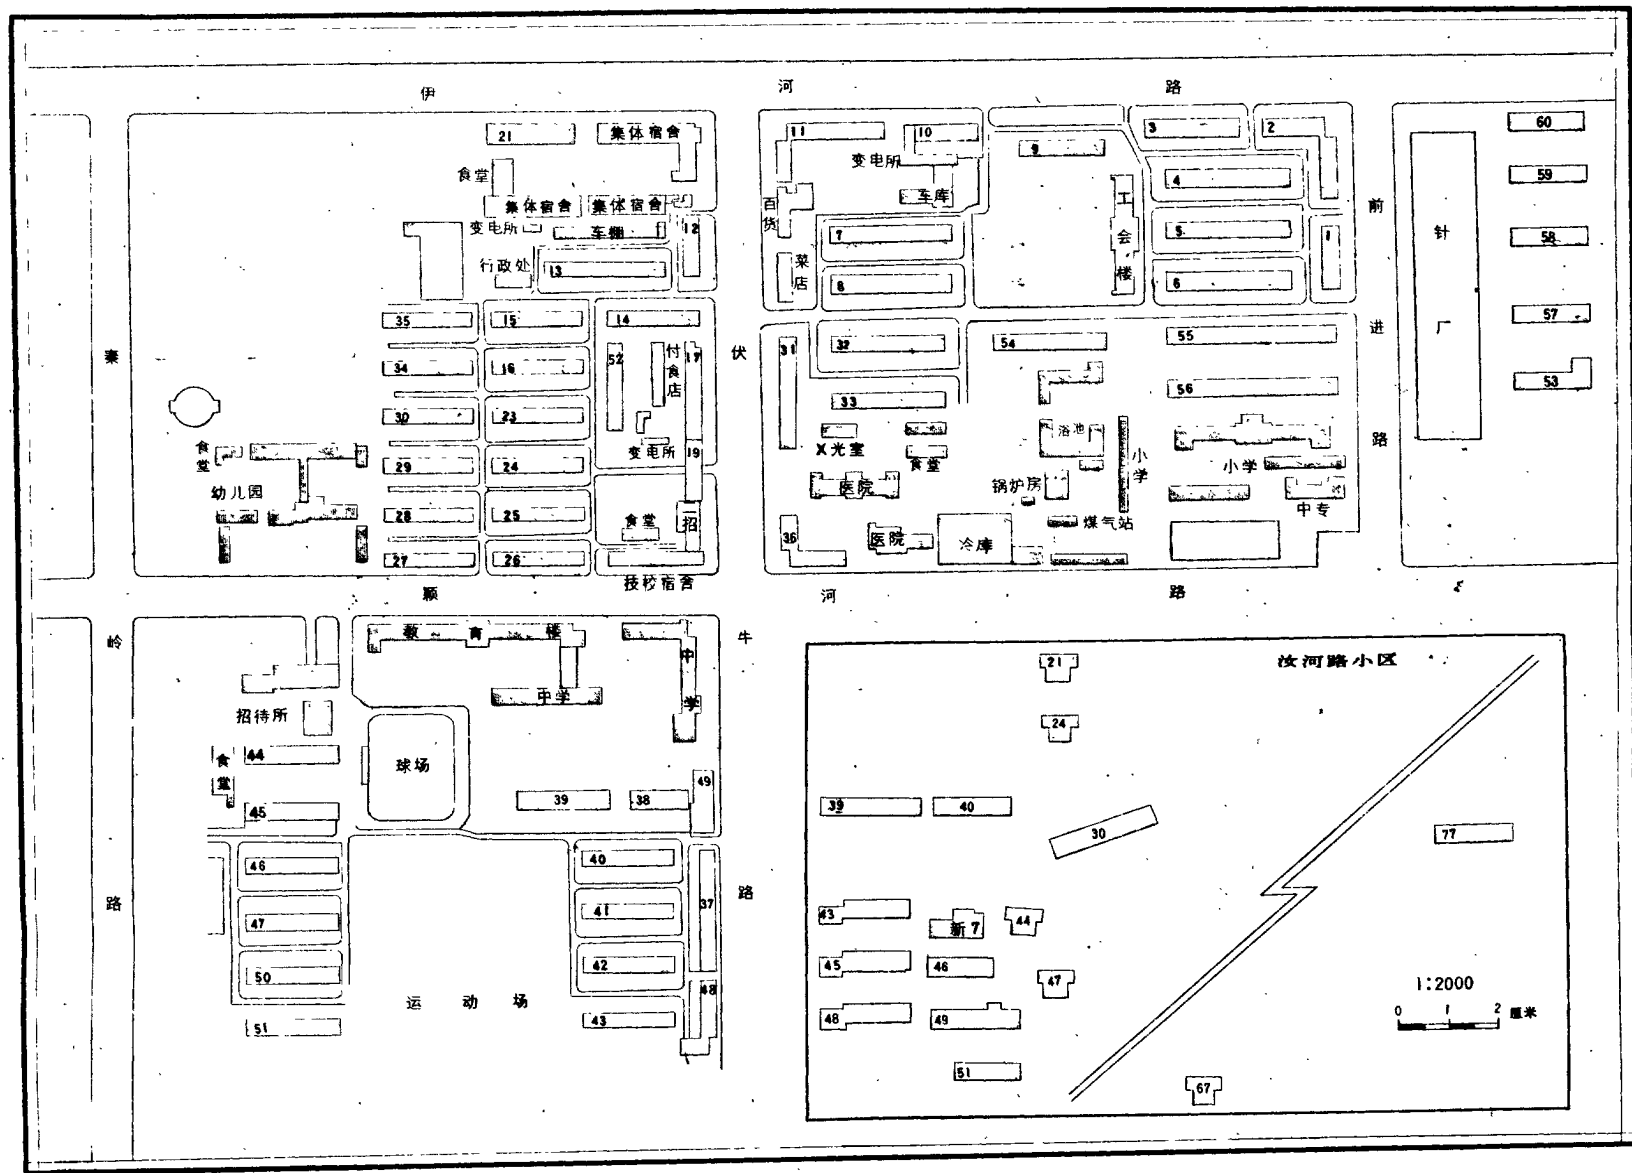 伊 河 路
21 集体宿舍 11 10 3 2 60
变电所 9
食堂 4 59
集体宿舍 集体宿舍 车库 工会楼 前进路
变电所 车棚 12 百货 7 5 1 针厂 58
行政处 13 菜店 8 6
35 15 14 伏牛路 31 32 54 55 57
秦岭路 34 16 52 付食店 17 33 56 53
30 23
食堂 变电所 19 X光室 食堂 浴池 小学 小学
29 24
幼儿园 医院 锅炉房 中专
28 25 食堂 招 36 医院 冷库 煤气站
27 26
技校宿舍
颖 河 路
教育楼 中学
中学
招待所
44 食堂 球场 49
45 39 38
46 40
47 41 37
50 42
51 运动场 43 48
汝河路小区
21
24
39 40 30 77
43 新7 44
45 46 47
48 49
51
67
1:2000
0 1 2 厘米